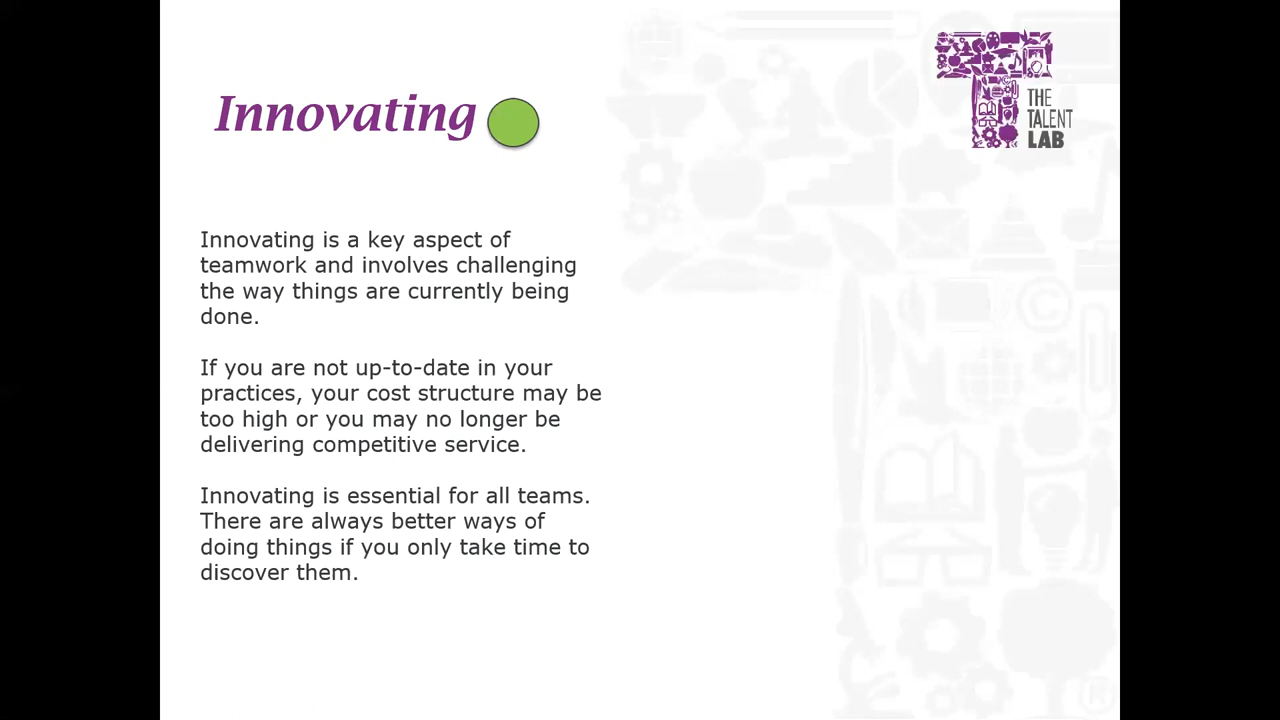 Innovating
THE
TALENT
LAB
Innovating is a key aspect of
teamwork and involves challenging
the way things are currently being
done.
If you are not up-to-date in your
practices, your cost structure may be
too high or you may no longer be
delivering competitive service.
Innovating is essential for all teams.
There are always better ways of
doing things if you only take time to
discover them.